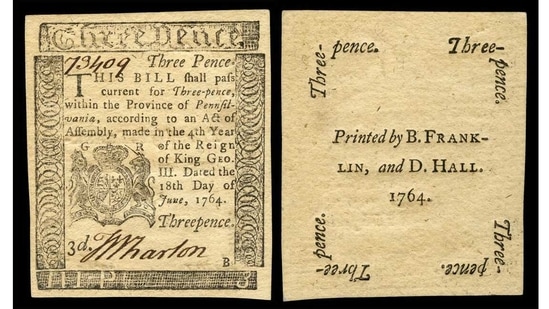 Three Pence.
73409 Three Pence.
THIS BILL ſhall paſs
current for Three-pence,
within the Province of Pennſil-
vania, according to an Act of
Aſſembly, made in the 4th Year
G R of the Reign
of King GEO.
III. Dated the
18th Day of
June, 1764.
Threepence.
3d. Wharton
B
Three-pence.
Three-pence.
Printed by B. FRANK-
LIN, and D. HALL.
1764.
Three-pence.
Three-pence.